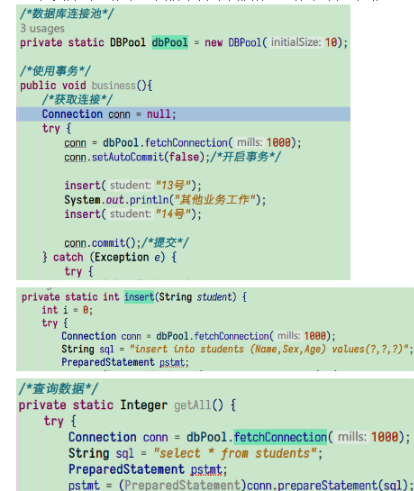 /*数据库连接池*/
3 usages
private static DBPool dbPool = new DBPool( initialSize: 10);
/*使用事务*/
public void business(){
/*获取连接*/
Connection conn = null;
try {
conn = dbPool.fetchConnection( mills: 1000);
conn.setAutoCommit(false);/*开启事务*/
insert( student: "13号");
System.out.println("其他业务工作");
insert( student: "14号");
conn.commit();/*提交*/
} catch (Exception e) {
try {
private static int insert(String student) {
int i = 0;
try {
Connection conn = dbPool.fetchConnection( mills: 1000);
String sql = "insert into students (Name,Sex,Age) values(?,?,?)";
PreparedStatement pstmt;
/*查询数据*/
private static Integer getAll() {
try {
Connection conn = dbPool.fetchConnection( mills: 1000);
String sql = "select * from students";
PreparedStatement pstmt;
pstmt = (PreparedStatement)conn.prepareStatement(sql);